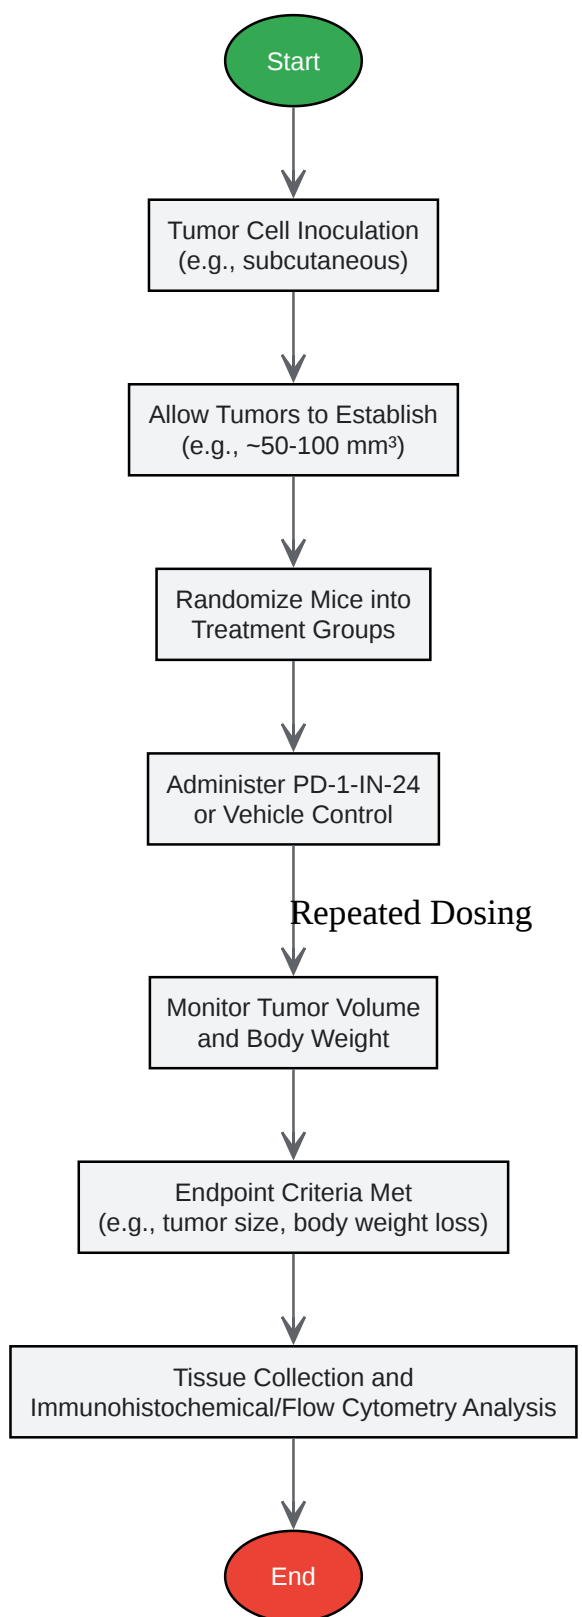 Start
Tumor Cell Inoculation
(e.g., subcutaneous)
Allow Tumors to Establish
(e.g., ~50-100 mm³)
Randomize Mice into
Treatment Groups
Administer PD-1-IN-24
or Vehicle Control
Repeated Dosing
Monitor Tumor Volume
and Body Weight
Endpoint Criteria Met
(e.g., tumor size, body weight loss)
Tissue Collection and
Immunohistochemical/Flow Cytometry Analysis
End